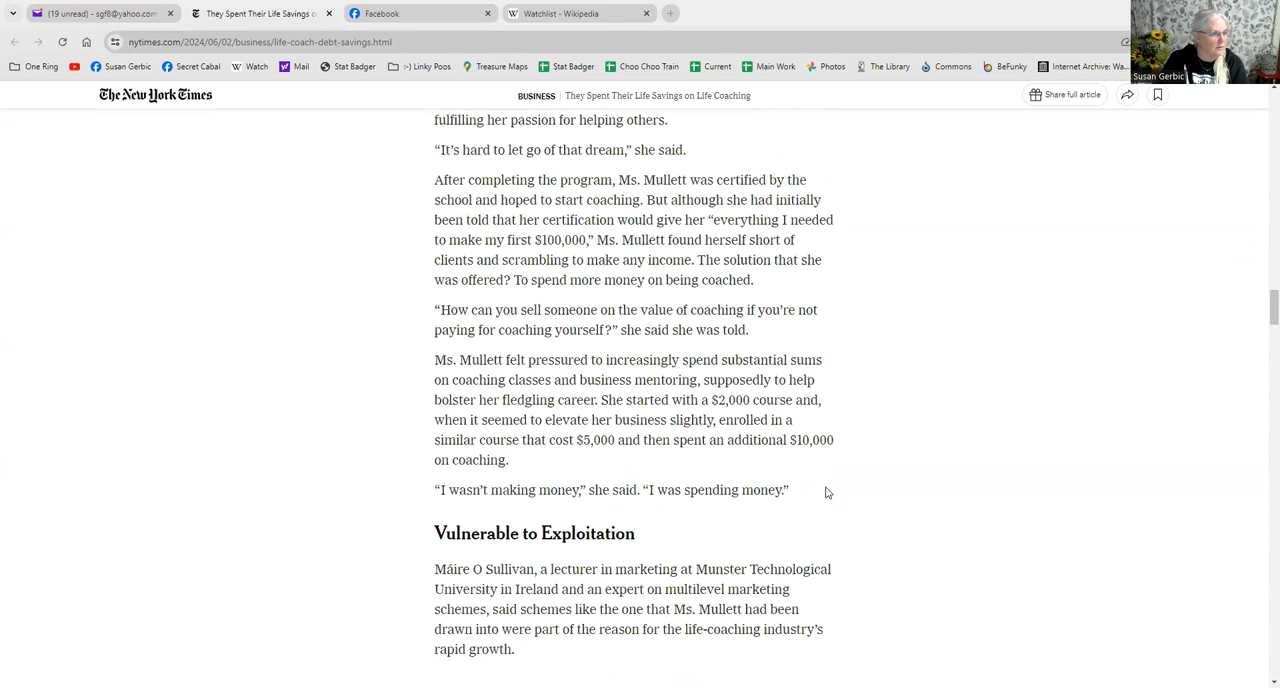 (19 unread) - sgf8@yahoo.com
They Spent Their Life Savings o
Facebook
Watchlist - Wikipedia
nytimes.com/2024/06/02/business/life-coach-debt-savings.html
One Ring
Susan Gerbic
Secret Cabal
Watch
Mail
Stat Badger
:-) Linky Poos
Treasure Maps
Stat Badger
Choo Choo Train
Current
Main Work
Photos
The Library
Commons
BeFunky
Internet Archive: Wa...
Susan Gerbic
The New York Times
BUSINESS | They Spent Their Life Savings on Life Coaching
Share full article
fulfilling her passion for helping others.
“It’s hard to let go of that dream,” she said.
After completing the program, Ms. Mullett was certified by the
school and hoped to start coaching. But although she had initially
been told that her certification would give her “everything I needed
to make my first $100,000,” Ms. Mullett found herself short of
clients and scrambling to make any income. The solution that she
was offered? To spend more money on being coached.
“How can you sell someone on the value of coaching if you’re not
paying for coaching yourself?” she said she was told.
Ms. Mullett felt pressured to increasingly spend substantial sums
on coaching classes and business mentoring, supposedly to help
bolster her fledgling career. She started with a $2,000 course and,
when it seemed to elevate her business slightly, enrolled in a
similar course that cost $5,000 and then spent an additional $10,000
on coaching.
“I wasn’t making money,” she said. “I was spending money.”
Vulnerable to Exploitation
Máire O Sullivan, a lecturer in marketing at Munster Technological
University in Ireland and an expert on multilevel marketing
schemes, said schemes like the one that Ms. Mullett had been
drawn into were part of the reason for the life-coaching industry’s
rapid growth.